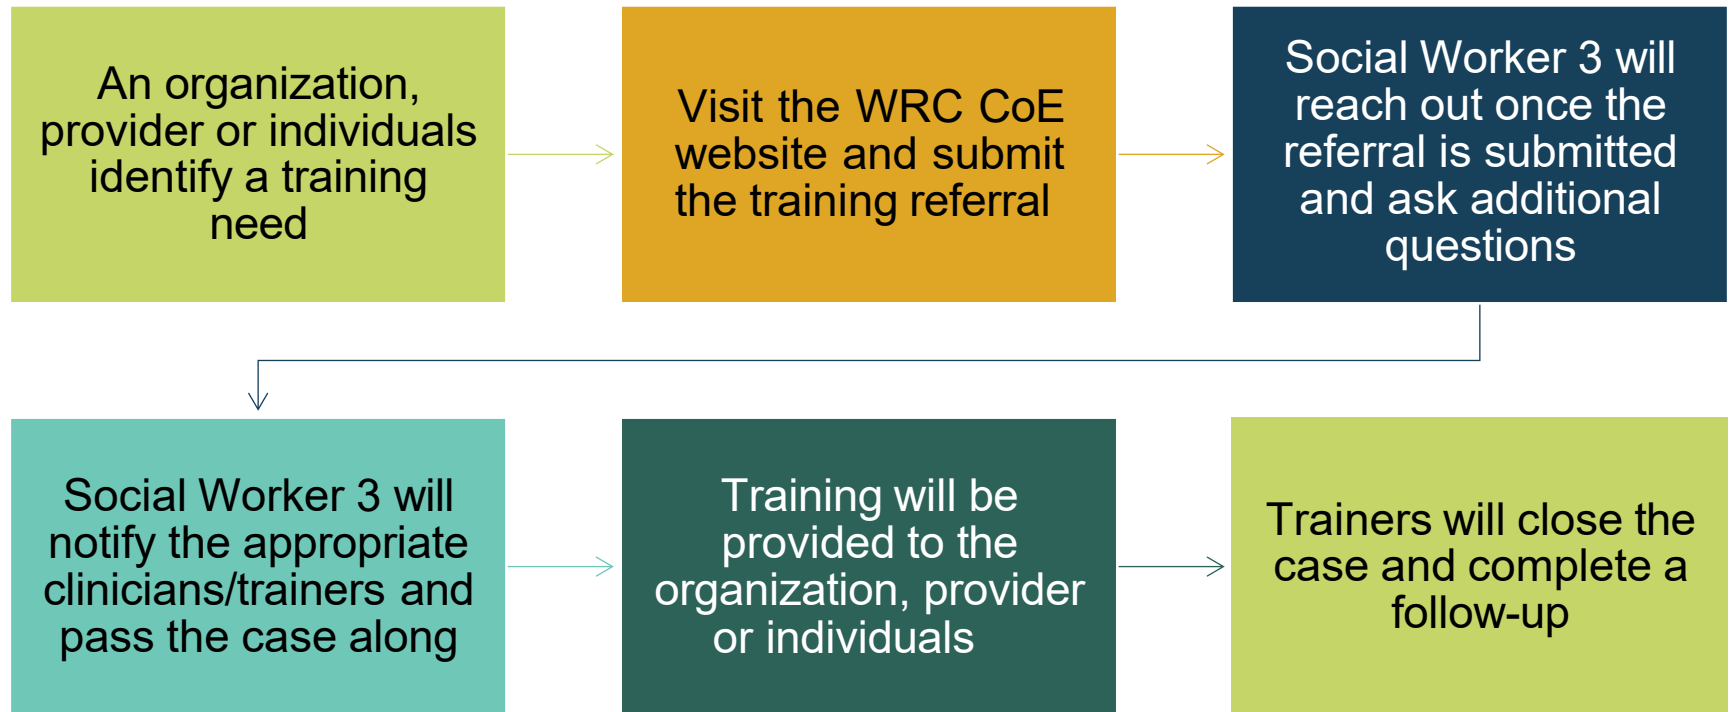 An organization,
provider or individuals
identify a training
need
Visit the WRC CoE
website and submit
the training referral
Social Worker 3 will
reach out once the
referral is submitted
and ask additional
questions
Social Worker 3 will
notify the appropriate
clinicians/trainers and
pass the case along
Training will be
provided to the
organization, provider
or individuals
Trainers will close the
case and complete a
follow-up